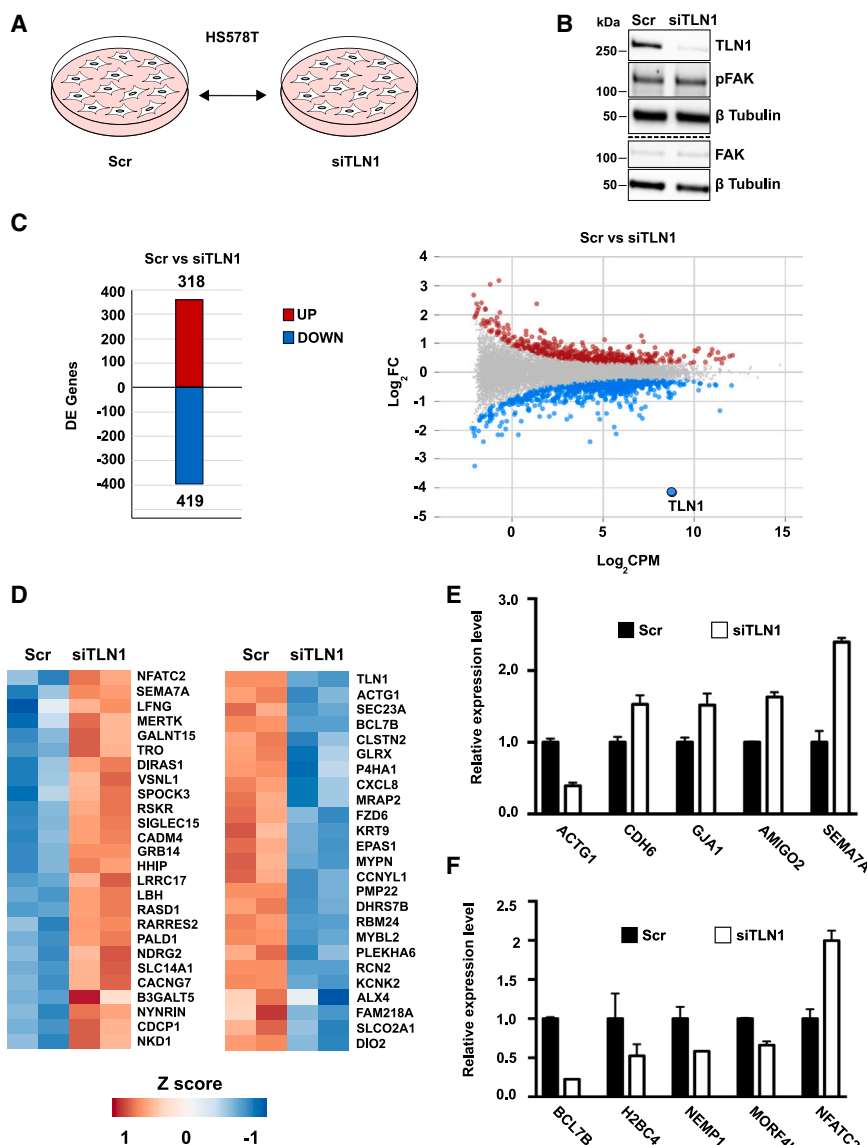 A
HS578T
Scr
siTLN1
B
kDa Scr siTLN1
250 TLN1
pFAK
100
50 β Tubulin
100 FAK
50 β Tubulin
C
Scr vs siTLN1
318
400
300
200
100
0
-100
-200
-300
-400
419
DE Genes
UP
DOWN
Scr vs siTLN1
4
3
2
1
0
-1
-2
-3
-4
-5
Log2FC
TLN1
0 5 10 15
Log2CPM
D
Scr siTLN1
NFATC2
SEMA7A
LFNG
MERTK
GALNT15
TRO
DIRAS1
VSNL1
SPOCK3
RSKR
SIGLEC15
CADM4
GRB14
HHIP
LRRC17
LBH
RASD1
RARRES2
PALD1
NDRG2
SLC14A1
CACNG7
B3GALT5
NYNRIN
CDCP1
NKD1
Scr siTLN1
TLN1
ACTG1
SEC23A
BCL7B
CLSTN2
GLRX
P4HA1
CXCL8
MRAP2
FZD6
KRT9
EPAS1
MYPN
CCNYL1
PMP22
DHRS7B
RBM24
MYBL2
PLEKHA6
RCN2
KCNK2
ALX4
FAM218A
SLCO2A1
DIO2
Z score
1 0 -1
E
Scr siTLN1
Relative expression level
3.0
2.0
1.0
0.0
ACTG1 CDH6 GJA1 AMIGO2 SEMA7A
F
Scr siTLN1
Relative expression level
2.5
2
1.5
1.0
0.5
0.0
BCL7B H2BC4 NEMP1